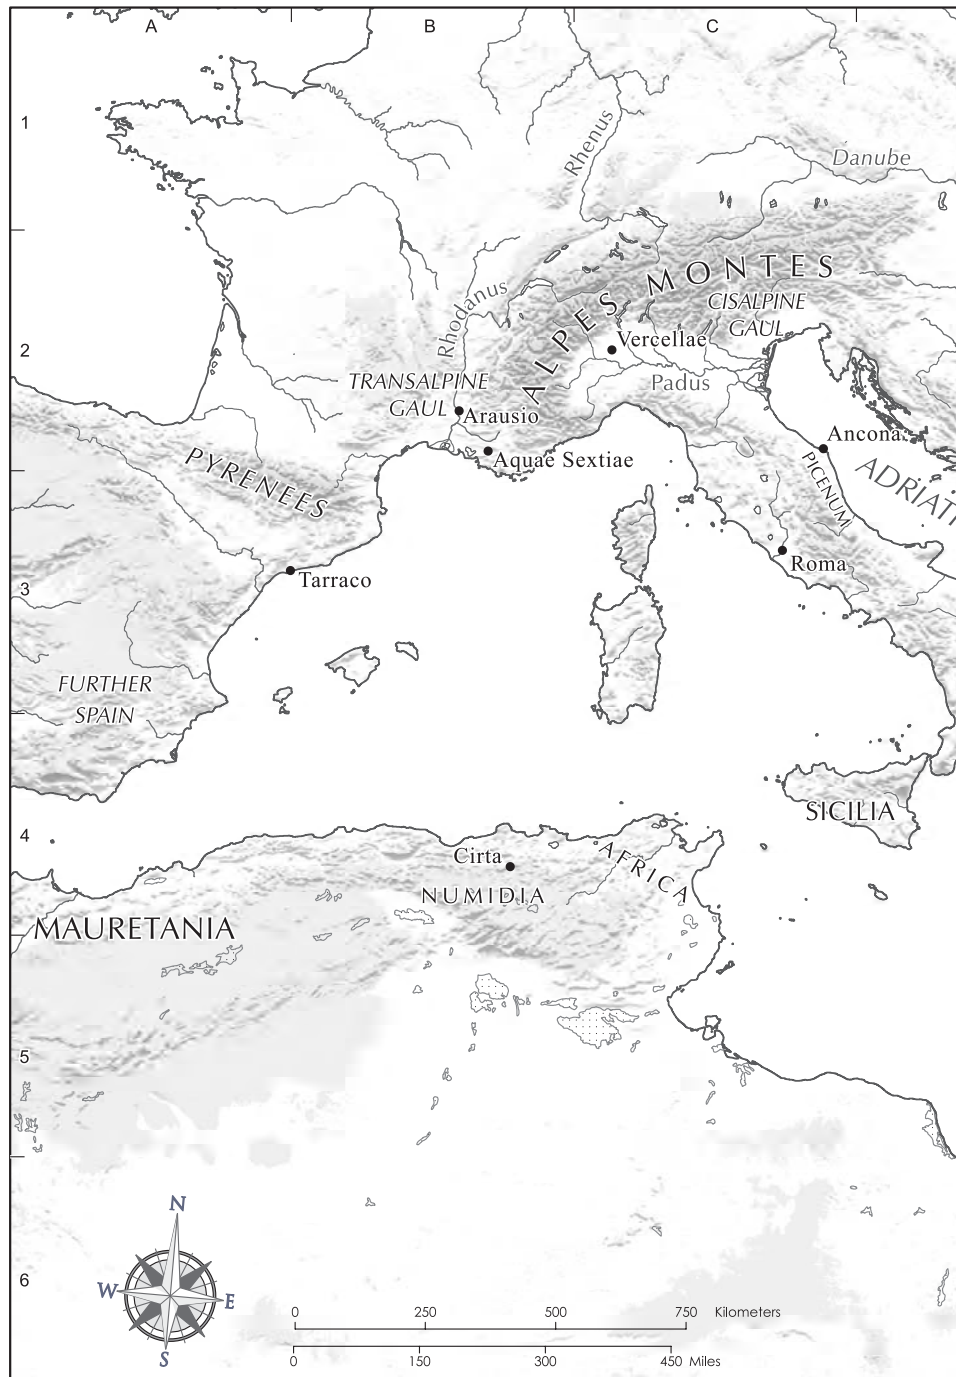 A B C
1
Rhenus
Danube
ALPES MONTES
Rhodanus
CISALPINE
GAUL
2
Vercellae
TRANSALPINE
GAUL
Padus
Arausio
Ancona
Aquae Sextiae
PYRENEES
PICENUM
ADRIATI
Roma
3
Tarraco
FURTHER
SPAIN
SICILIA
4
Cirta
AFRICA
NUMIDIA
MAURETANIA
5
N
W E
S
6
0 250 500 750 Kilometers
0 150 300 450 Miles